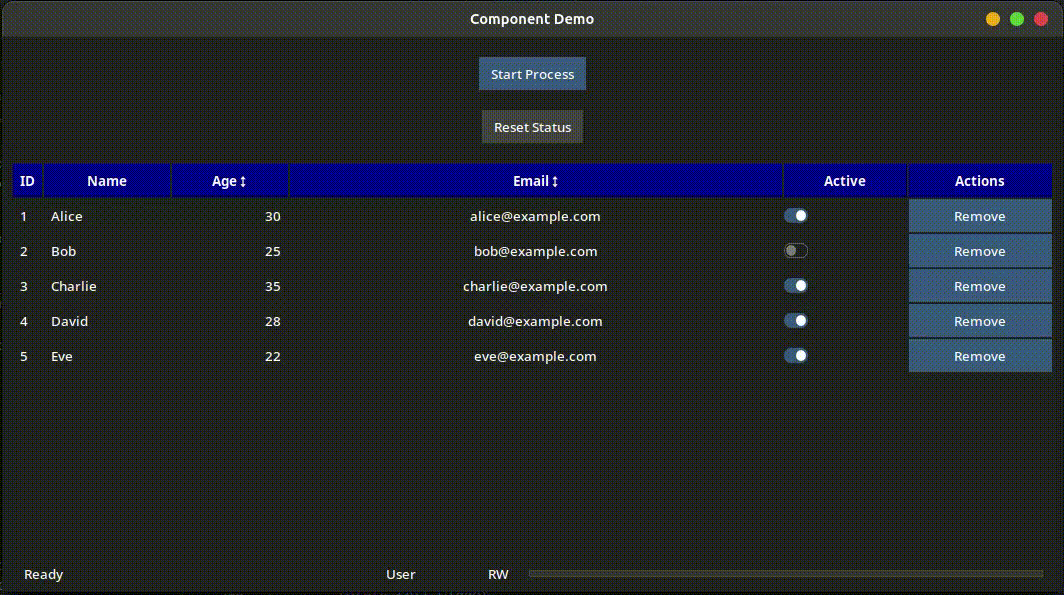 Component Demo
Start Process
Reset Status
ID Name Age ↕ Email ↕ Active Actions
1 Alice 30 alice@example.com Remove
2 Bob 25 bob@example.com Remove
3 Charlie 35 charlie@example.com Remove
4 David 28 david@example.com Remove
5 Eve 22 eve@example.com Remove
Ready User RW